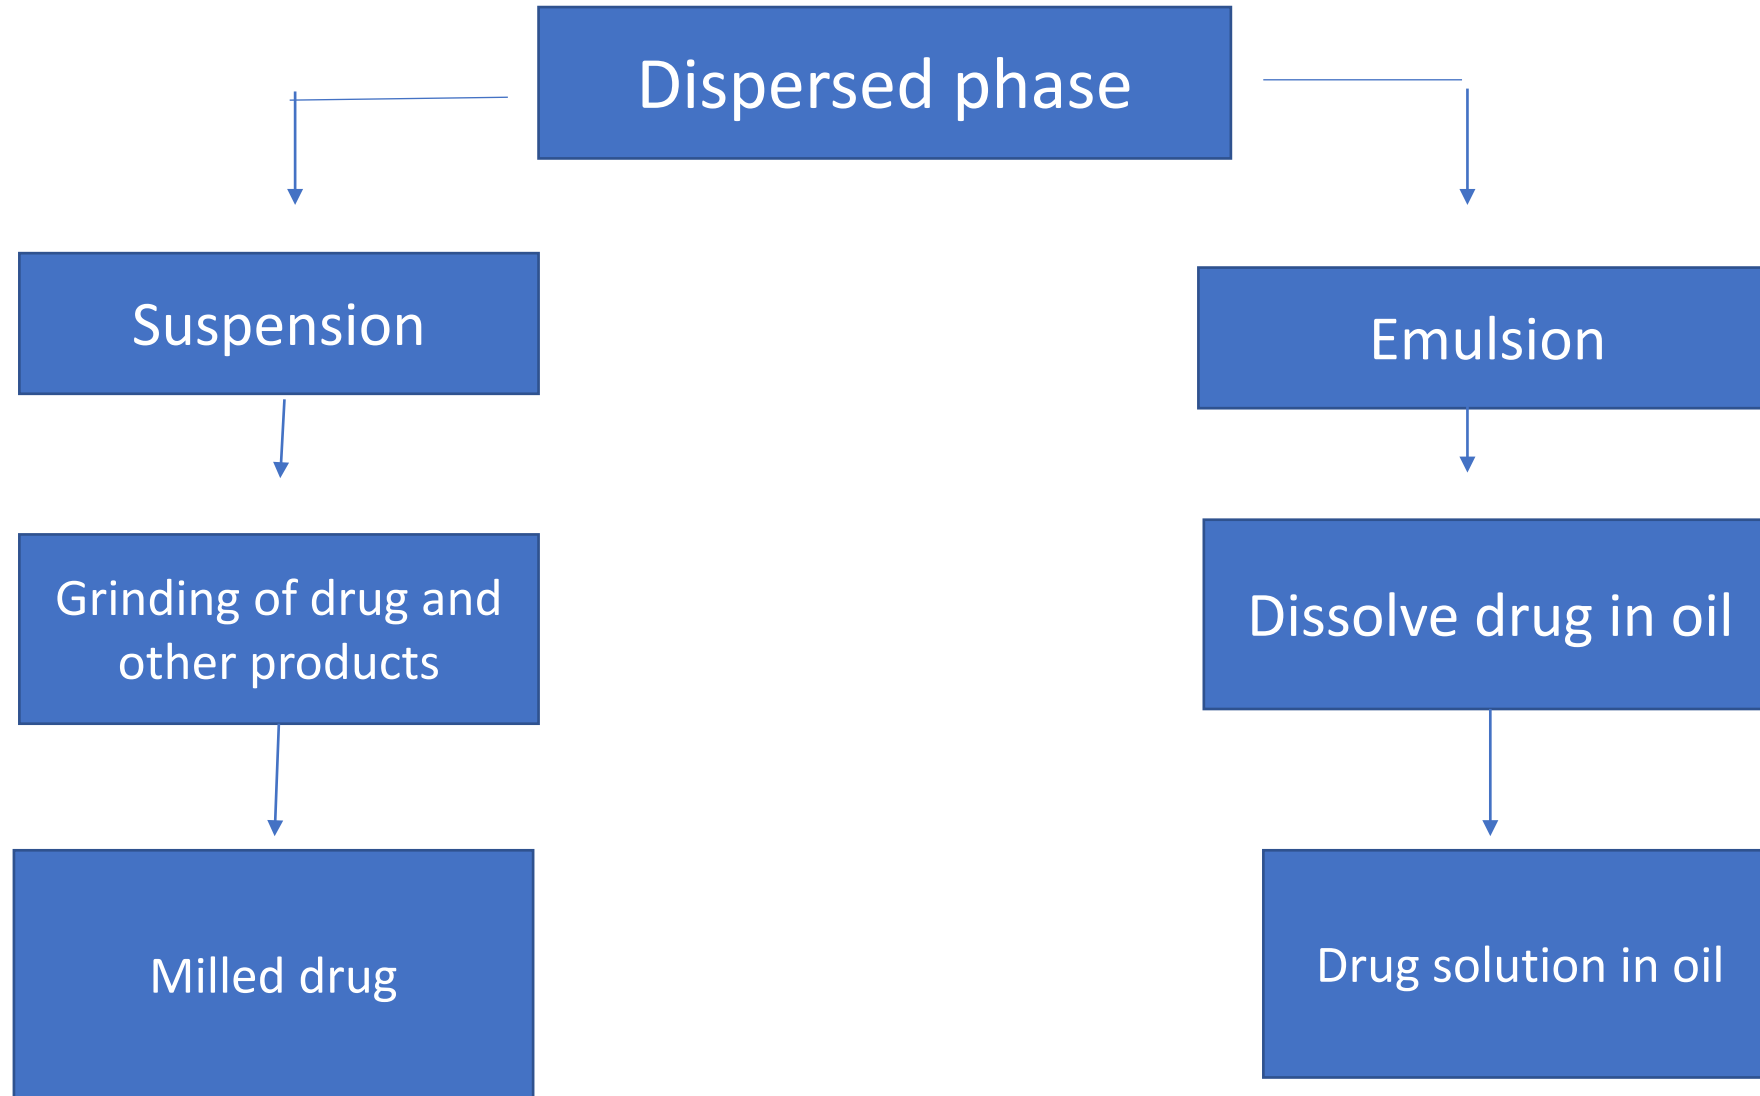 Dispersed phase
Suspension
Emulsion
Grinding of drug and
other products
Dissolve drug in oil
Milled drug
Drug solution in oil